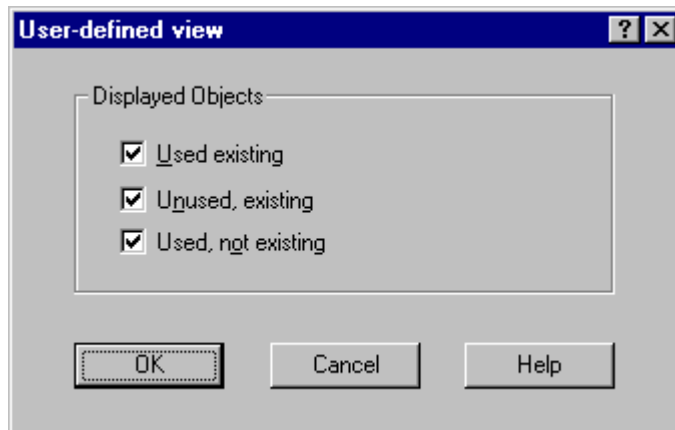 User-defined view
Displayed Objects
Used existing
Unused, existing
Used, not existing
OK Cancel Help